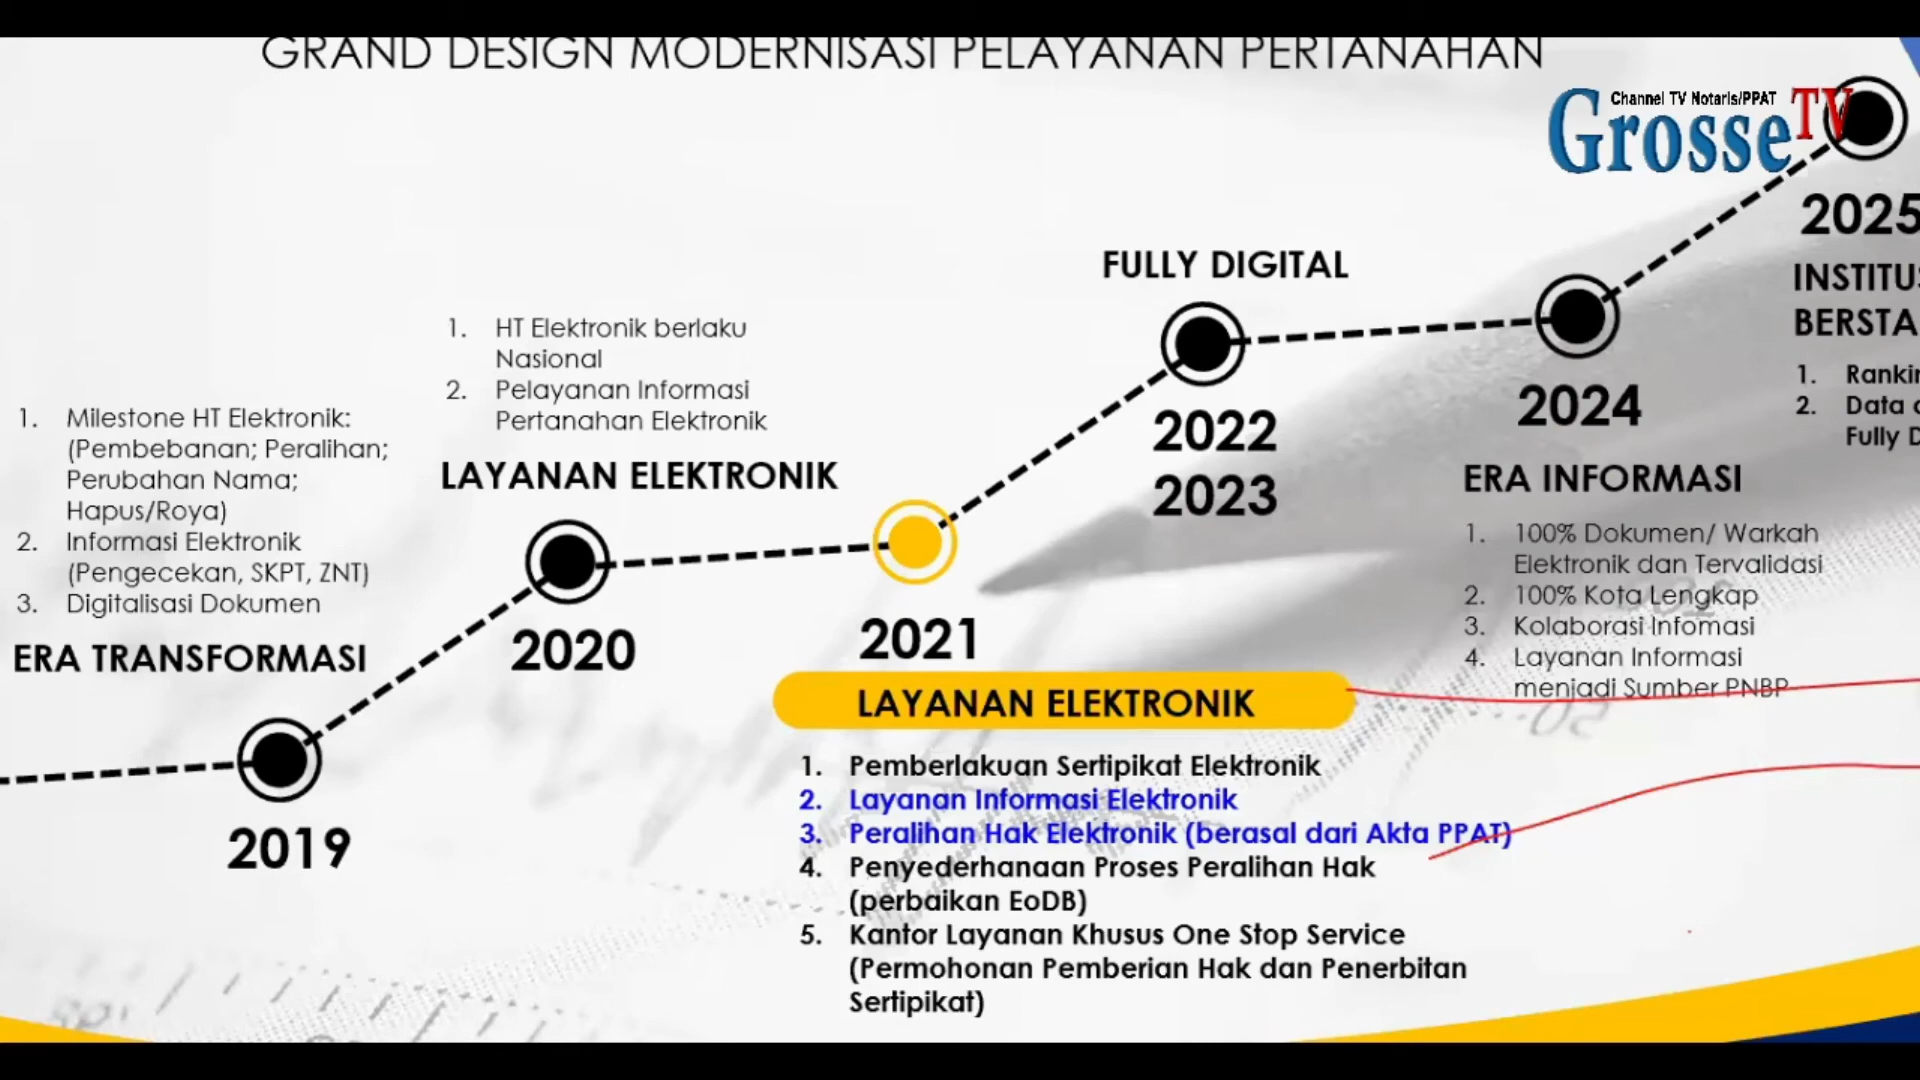 GRAND DESIGN MODERNISASI PELAYANAN PERTANAHAN
Channel TV Notaris/PPAT
Grosse TV
1. Milestone HT Elektronik:
(Pembebanan; Peralihan;
Perubahan Nama;
Hapus/Roya)
2. Informasi Elektronik
(Pengecekan, SKPT, ZNT)
3. Digitalisasi Dokumen
ERA TRANSFORMASI
2019
1. HT Elektronik berlaku
Nasional
2. Pelayanan Informasi
Pertanahan Elektronik
LAYANAN ELEKTRONIK
2020
2021
LAYANAN ELEKTRONIK
1. Pemberlakuan Sertipikat Elektronik
2. Layanan Informasi Elektronik
3. Peralihan Hak Elektronik (berasal dari Akta PPAT)
4. Penyederhanaan Proses Peralihan Hak
(perbaikan EoDB)
5. Kantor Layanan Khusus One Stop Service
(Permohonan Pemberian Hak dan Penerbitan
Sertipikat)
FULLY DIGITAL
2022
2023
2024
ERA INFORMASI
1. 100% Dokumen/ Warkah
Elektronik dan Tervalidasi
2. 100% Kota Lengkap
3. Kolaborasi Infomasi
4. Layanan Informasi
menjadi Sumber PNBP
2025
INSTITUS
BERSTA
1. Rankin
2. Data
Fully D